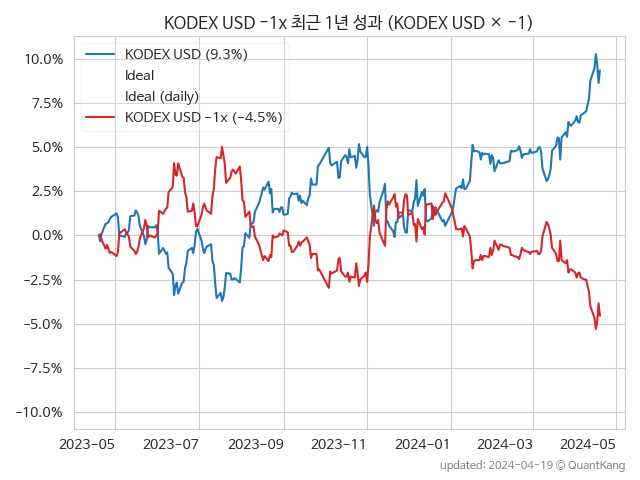 KODEX USD −1x 최근 1년 성과 (KODEX USD × −1)
KODEX USD (9.3%)
Ideal
Ideal (daily)
KODEX USD −1x (−4.5%)
10.0%
7.5%
5.0%
2.5%
0.0%
−2.5%
−5.0%
−7.5%
−10.0%
2023-05 2023-07 2023-09 2023-11 2024-01 2024-03 2024-05
updated: 2024-04-19 © QuantKang